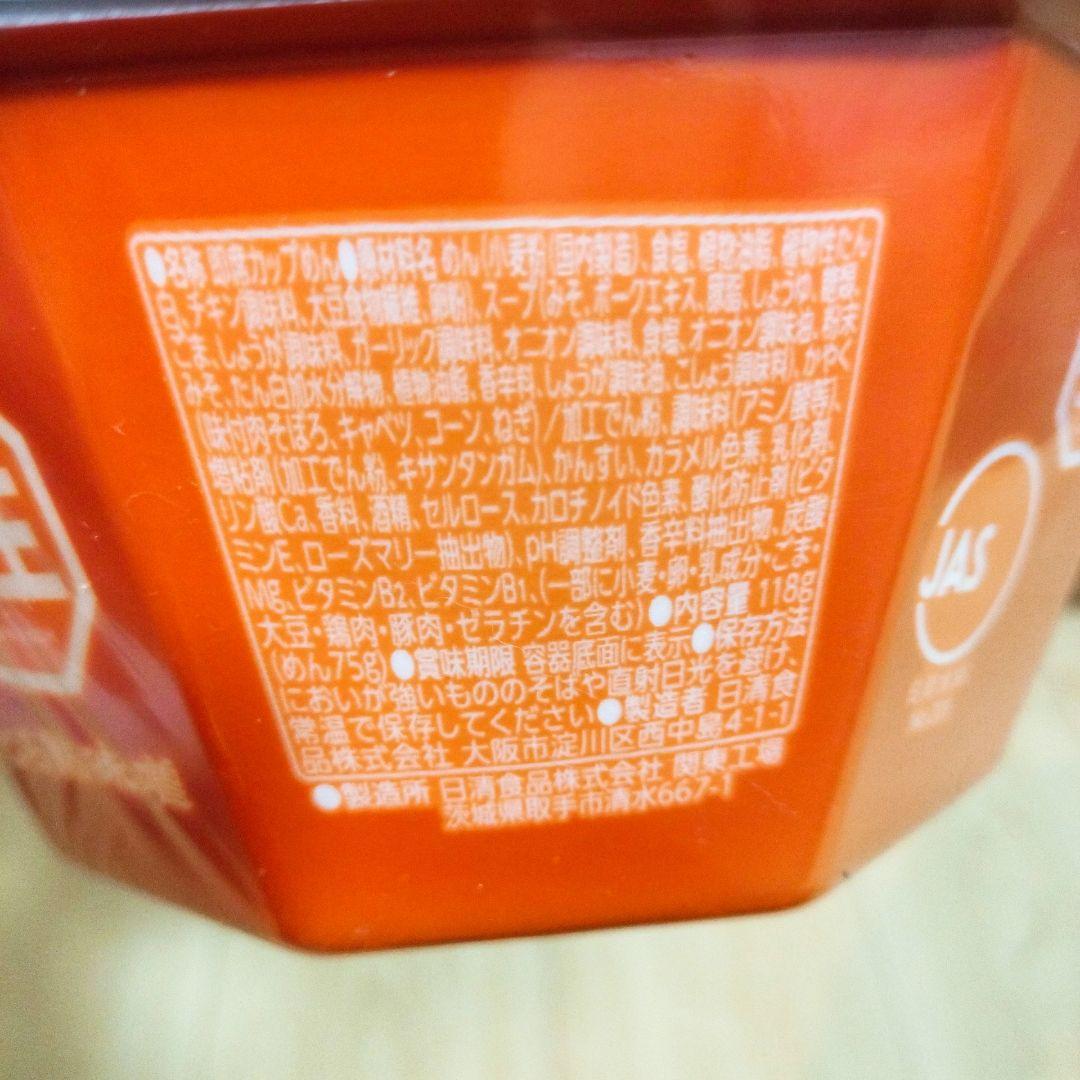 ●名称 即席カップめん●原材料名 めん(小麦粉(国内製造)、食塩、植物油脂、植物性たん
白、チキン調味料、大豆食物繊維、調味料、スープ(みそ、ポークエキス、食塩、しょうゆ、
ごま、しょうが調味料、ガーリック調味料、オニオン調味料、食塩、オニオン調味油、粉末
みそ、たん白加水分解物、植物油脂、香辛料、しょうが調味油、こしょう調味料)、かやく
(味付肉そぼろ、キャベツ、コーン、ねぎ)/加工でん粉、調味料(アミノ酸等)、
増粘剤(加工でん粉、キサンタンガム)、かんすい、カラメル色素、乳化剤、
リン酸Ca、香料、酒精、セルロース、カロチノイド色素、酸化防止剤(ビタ
ミンE、ローズマリー抽出物)、pH調整剤、香辛料抽出物、炭酸
Mg、ビタミンB2、ビタミンB1、(一部に小麦・卵・乳成分・ごま・
大豆・鶏肉・豚肉・ゼラチンを含む)●内容量 118g
(めん75g)●賞味期限 容器底面に表示●保存方法
においが強いもののそばや直射日光を避け、
常温で保存してください●製造者 日清食
品株式会社 大阪市淀川区西中島4-1-1
●製造所 日清食品株式会社 関東工場
茨城県取手市清水667-1
JAS